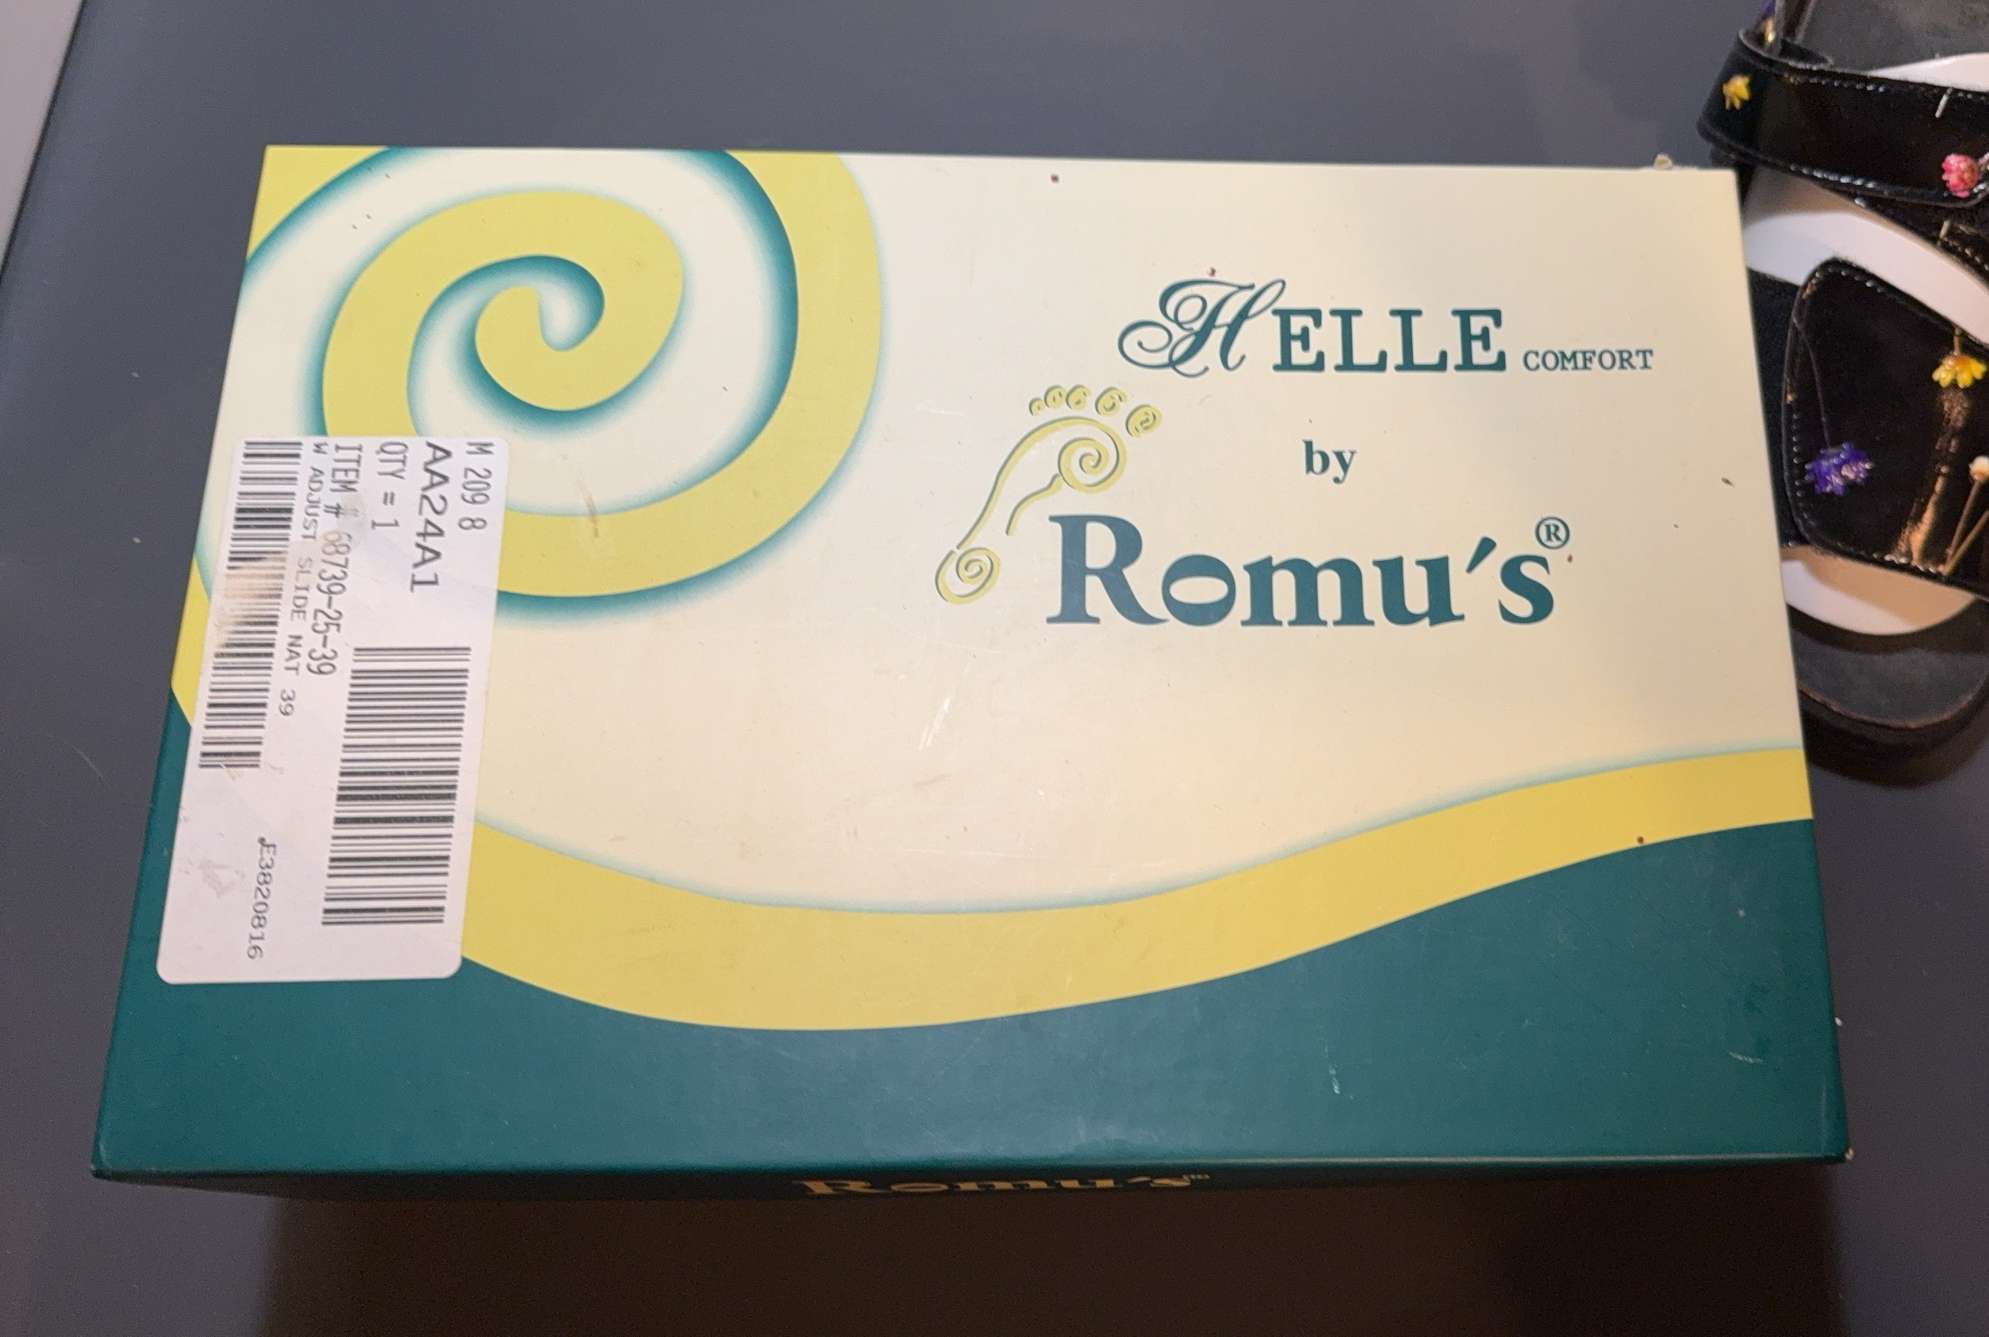 HELLE COMFORT
by
Romu's®
M 209 8
AA24A1
QTY = 1
ITEM # 68739-25-39
W ADJUST SLIDE NAT 39
E3820816
Romu's™